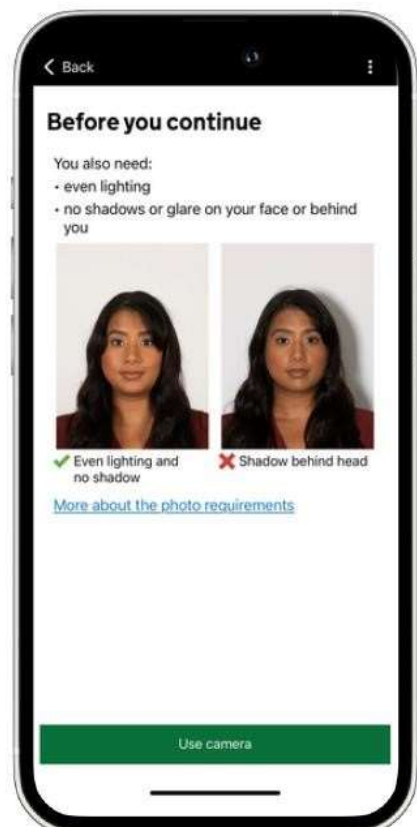 Back
Before you continue
You also need:
• even lighting
• no shadows or glare on your face or behind
you
Even lighting and
no shadow
Shadow behind head
More about the photo requirements
Use camera